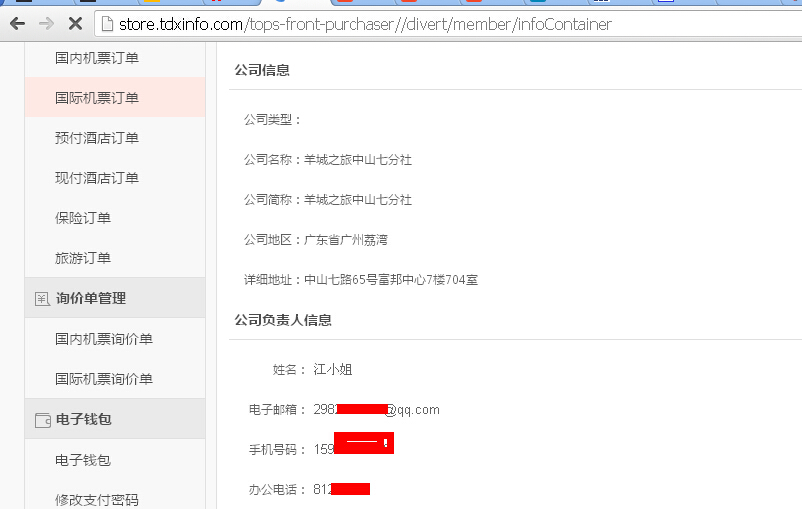 store.tdxinfo.com/tops-front-purchaser//divert/member/infoContainer
国内机票订单
国际机票订单
预付酒店订单
现付酒店订单
保险订单
旅游订单
询价单管理
国内机票询价单
国际机票询价单
电子钱包
电子钱包
修改支付密码
公司信息
公司类型：
公司名称：羊城之旅中山七分社
公司简称：羊城之旅中山七分社
公司地区：广东省广州荔湾
详细地址：中山七路65号富邦中心7楼704室
公司负责人信息
姓名： 江小姐
电子邮箱： 298 @qq.com
手机号码： 159
办公电话： 812